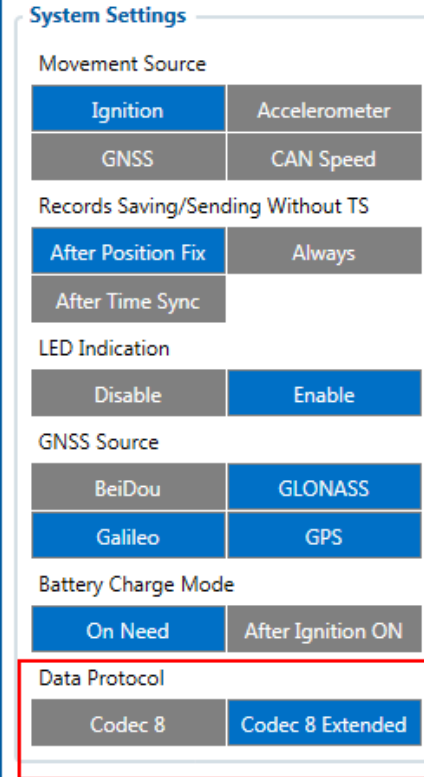 System Settings
Movement Source
Ignition Accelerometer
GNSS CAN Speed
Records Saving/Sending Without TS
After Position Fix Always
After Time Sync
LED Indication
Disable Enable
GNSS Source
BeiDou GLONASS
Galileo GPS
Battery Charge Mode
On Need After Ignition ON
Data Protocol
Codec 8 Codec 8 Extended